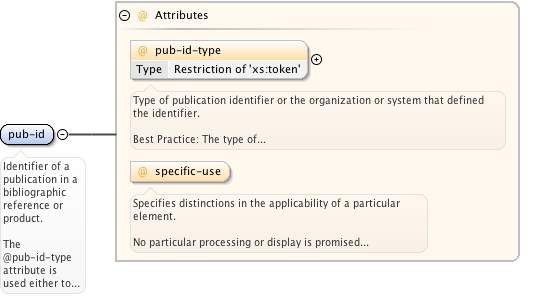 @ Attributes
@ pub-id-type
Type Restriction of 'xs:token'
Type of publication identifier or the organization or system that defined
the identifier.
Best Practice: The type of...
pub-id
@ specific-use
Identifier of a
publication in a
bibliographic
reference or
product.
The
@pub-id-type
attribute is
used either to...
Specifies distinctions in the applicability of a particular
element.
No particular processing or display is promised...